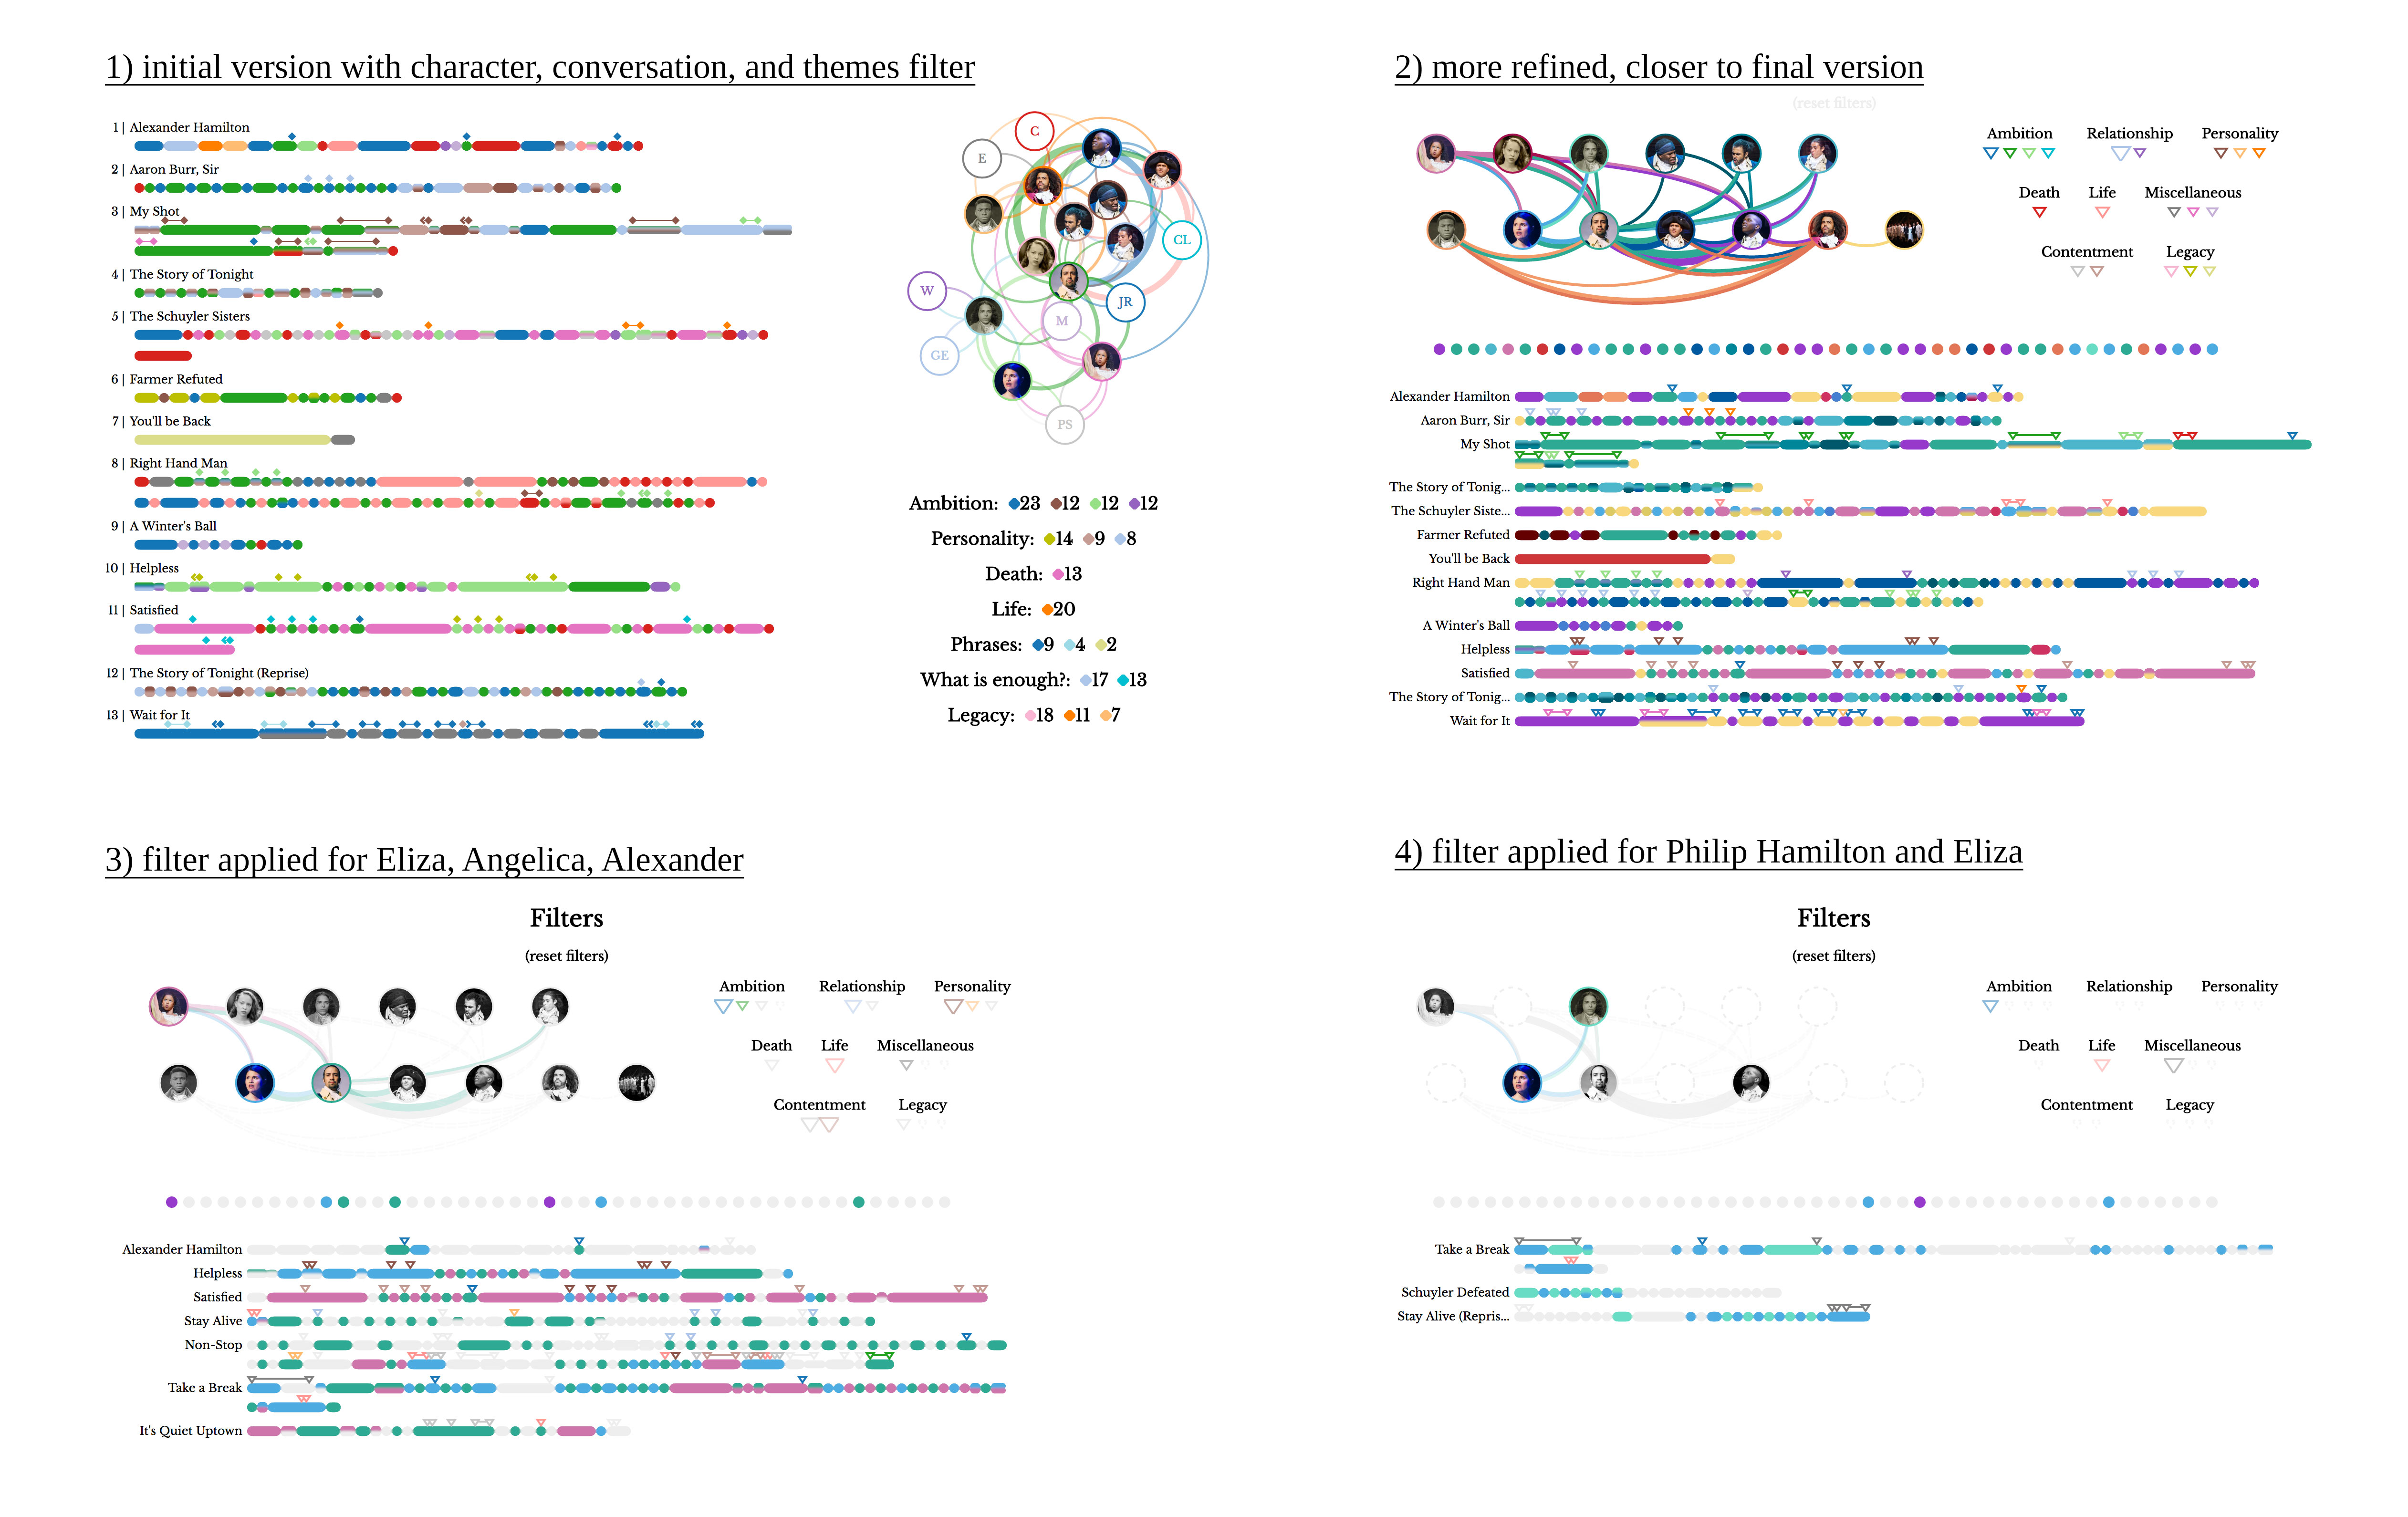 1) initial version with character, conversation, and themes filter
1| Alexander Hamilton
2| Aaron Burr, Sir
3| My Shot
4| The Story of Tonight
5| The Schuyler Sisters
6| Farmer Refuted
7| You'll be Back
8| Right Hand Man
9| A Winter's Ball
10| Helpless
11| Satisfied
12| The Story of Tonight (Reprise)
13| Wait for It
C
E
CL
W
JR
M
GE
PS
Ambition: 23 12 12 12
Personality: 14 9 8
Death: 13
Life: 20
Phrases: 9 4 2
What is enough?: 17 13
Legacy: 18 11 7
2) more refined, closer to final version
(reset filters)
Ambition Relationship Personality
Death Life Miscellaneous
Contentment Legacy
Alexander Hamilton
Aaron Burr, Sir
My Shot
The Story of Tonig...
The Schuyler Siste...
Farmer Refuted
You'll be Back
Right Hand Man
A Winter's Ball
Helpless
Satisfied
The Story of Tonig...
Wait for It
3) filter applied for Eliza, Angelica, Alexander
Filters
(reset filters)
Ambition Relationship Personality
Death Life Miscellaneous
Contentment Legacy
Alexander Hamilton
Helpless
Satisfied
Stay Alive
Non-Stop
Take a Break
It's Quiet Uptown
4) filter applied for Philip Hamilton and Eliza
Filters
(reset filters)
Ambition Relationship Personality
Death Life Miscellaneous
Contentment Legacy
Take a Break
Schuyler Defeated
Stay Alive (Repris...